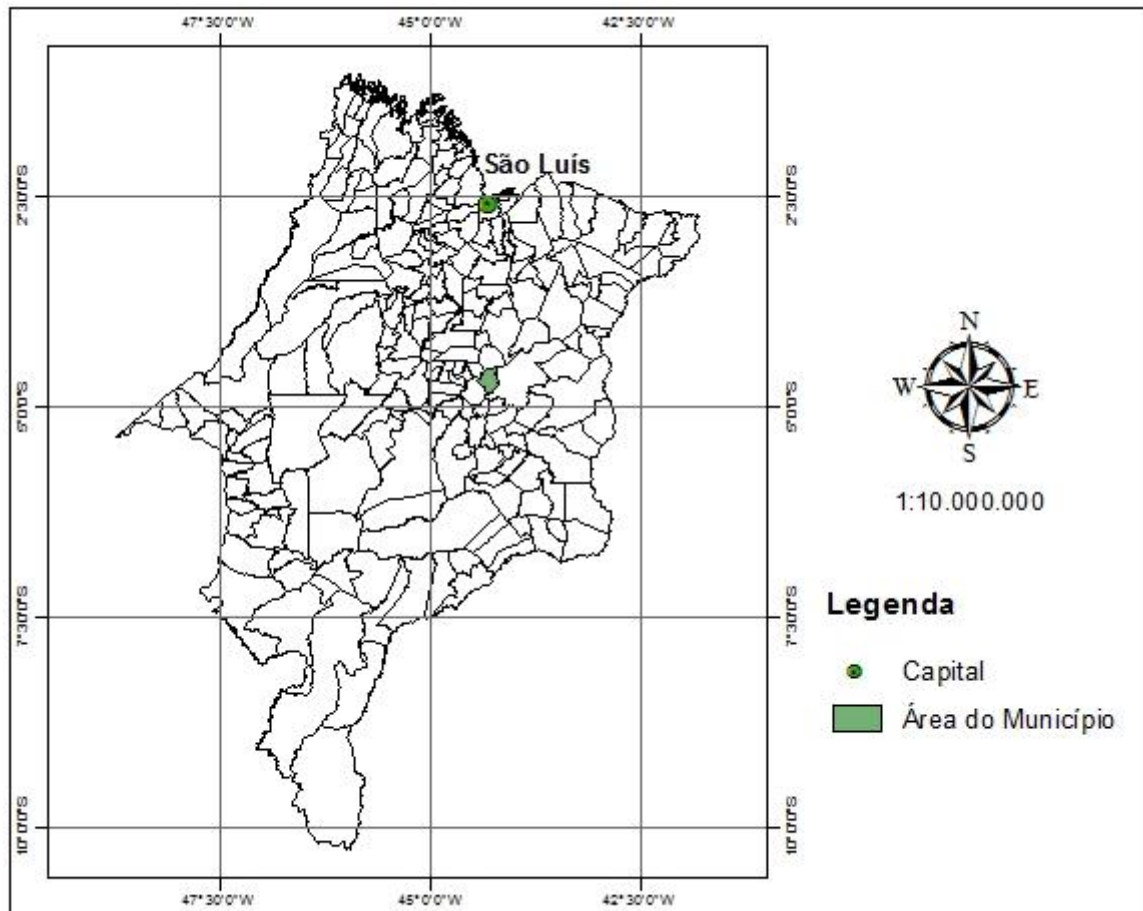 47°30'0"W 45°0'0"W 42°30'0"W
São Luís
2°30'0"S 2°30'0"S
5°0'0"S 5°0'0"S
7°30'0"S 7°30'0"S
10°0'0"S 10°0'0"S
N
W E
S
1:10.000.000
Legenda
Capital
Área do Município
47°30'0"W 45°0'0"W 42°30'0"W